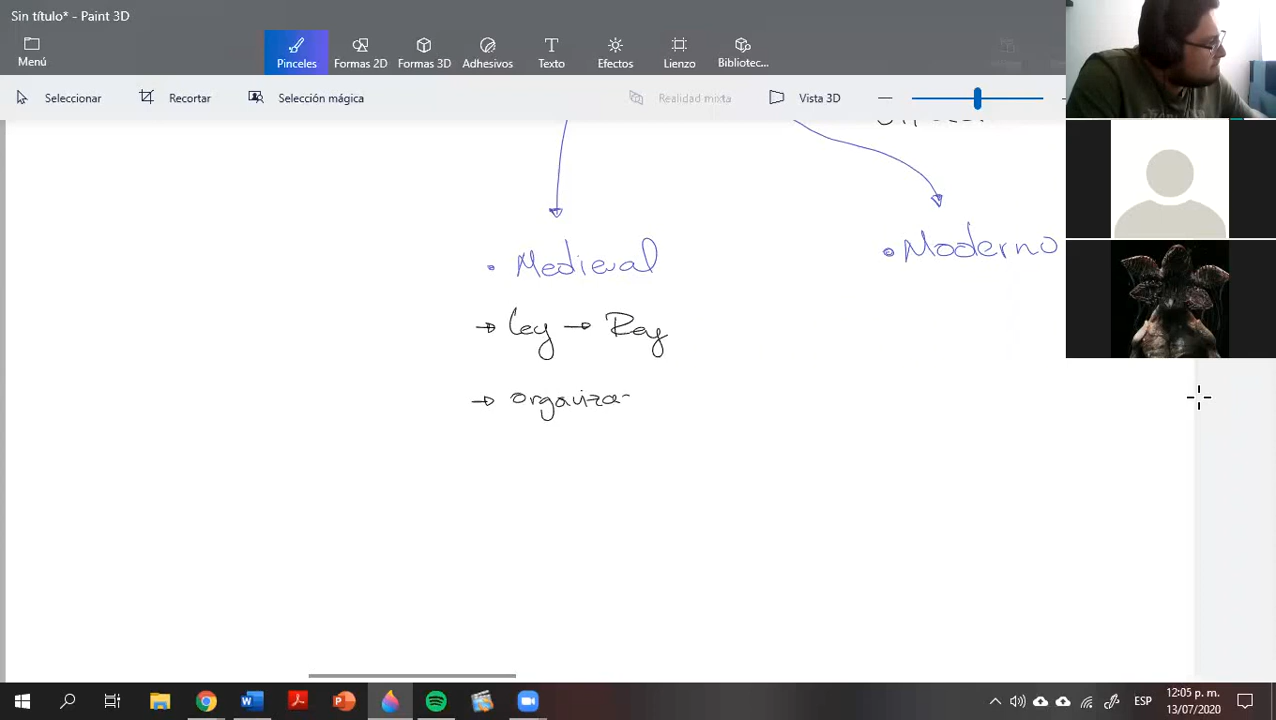 Sin título* - Paint 3D
Menú
Pinceles
Formas 2D
Formas 3D
Adhesivos
Texto
Efectos
Lienzo
Bibliotec...
Seleccionar
Recortar
Selección mágica
Realidad mixta
Vista 3D
• Medieval
• Moderno
→ Ley → Rey
→ organiza
ESP
12:05 p. m.
13/07/2020